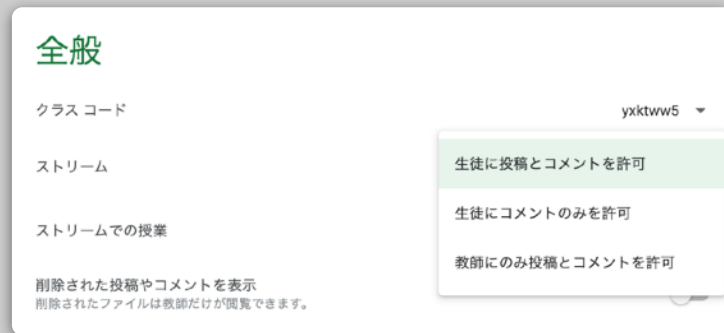 全般
クラス コード
yxktww5
ストリーム
生徒に投稿とコメントを許可
生徒にコメントのみを許可
ストリームでの授業
教師にのみ投稿とコメントを許可
削除された投稿やコメントを表示
削除されたファイルは教師だけが閲覧できます。